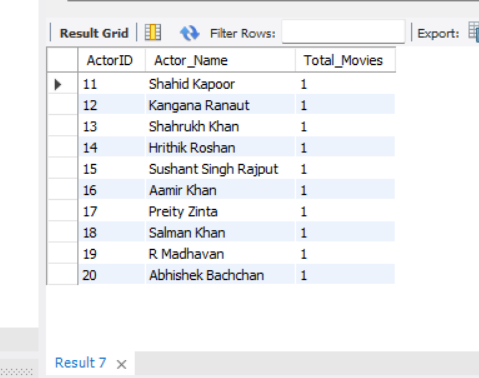 Result Grid Filter Rows: Export:
ActorID Actor_Name Total_Movies
11 Shahid Kapoor 1
12 Kangana Ranaut 1
13 Shahrukh Khan 1
14 Hrithik Roshan 1
15 Sushant Singh Rajput 1
16 Aamir Khan 1
17 Preity Zinta 1
18 Salman Khan 1
19 R Madhavan 1
20 Abhishek Bachchan 1
Result 7 ×